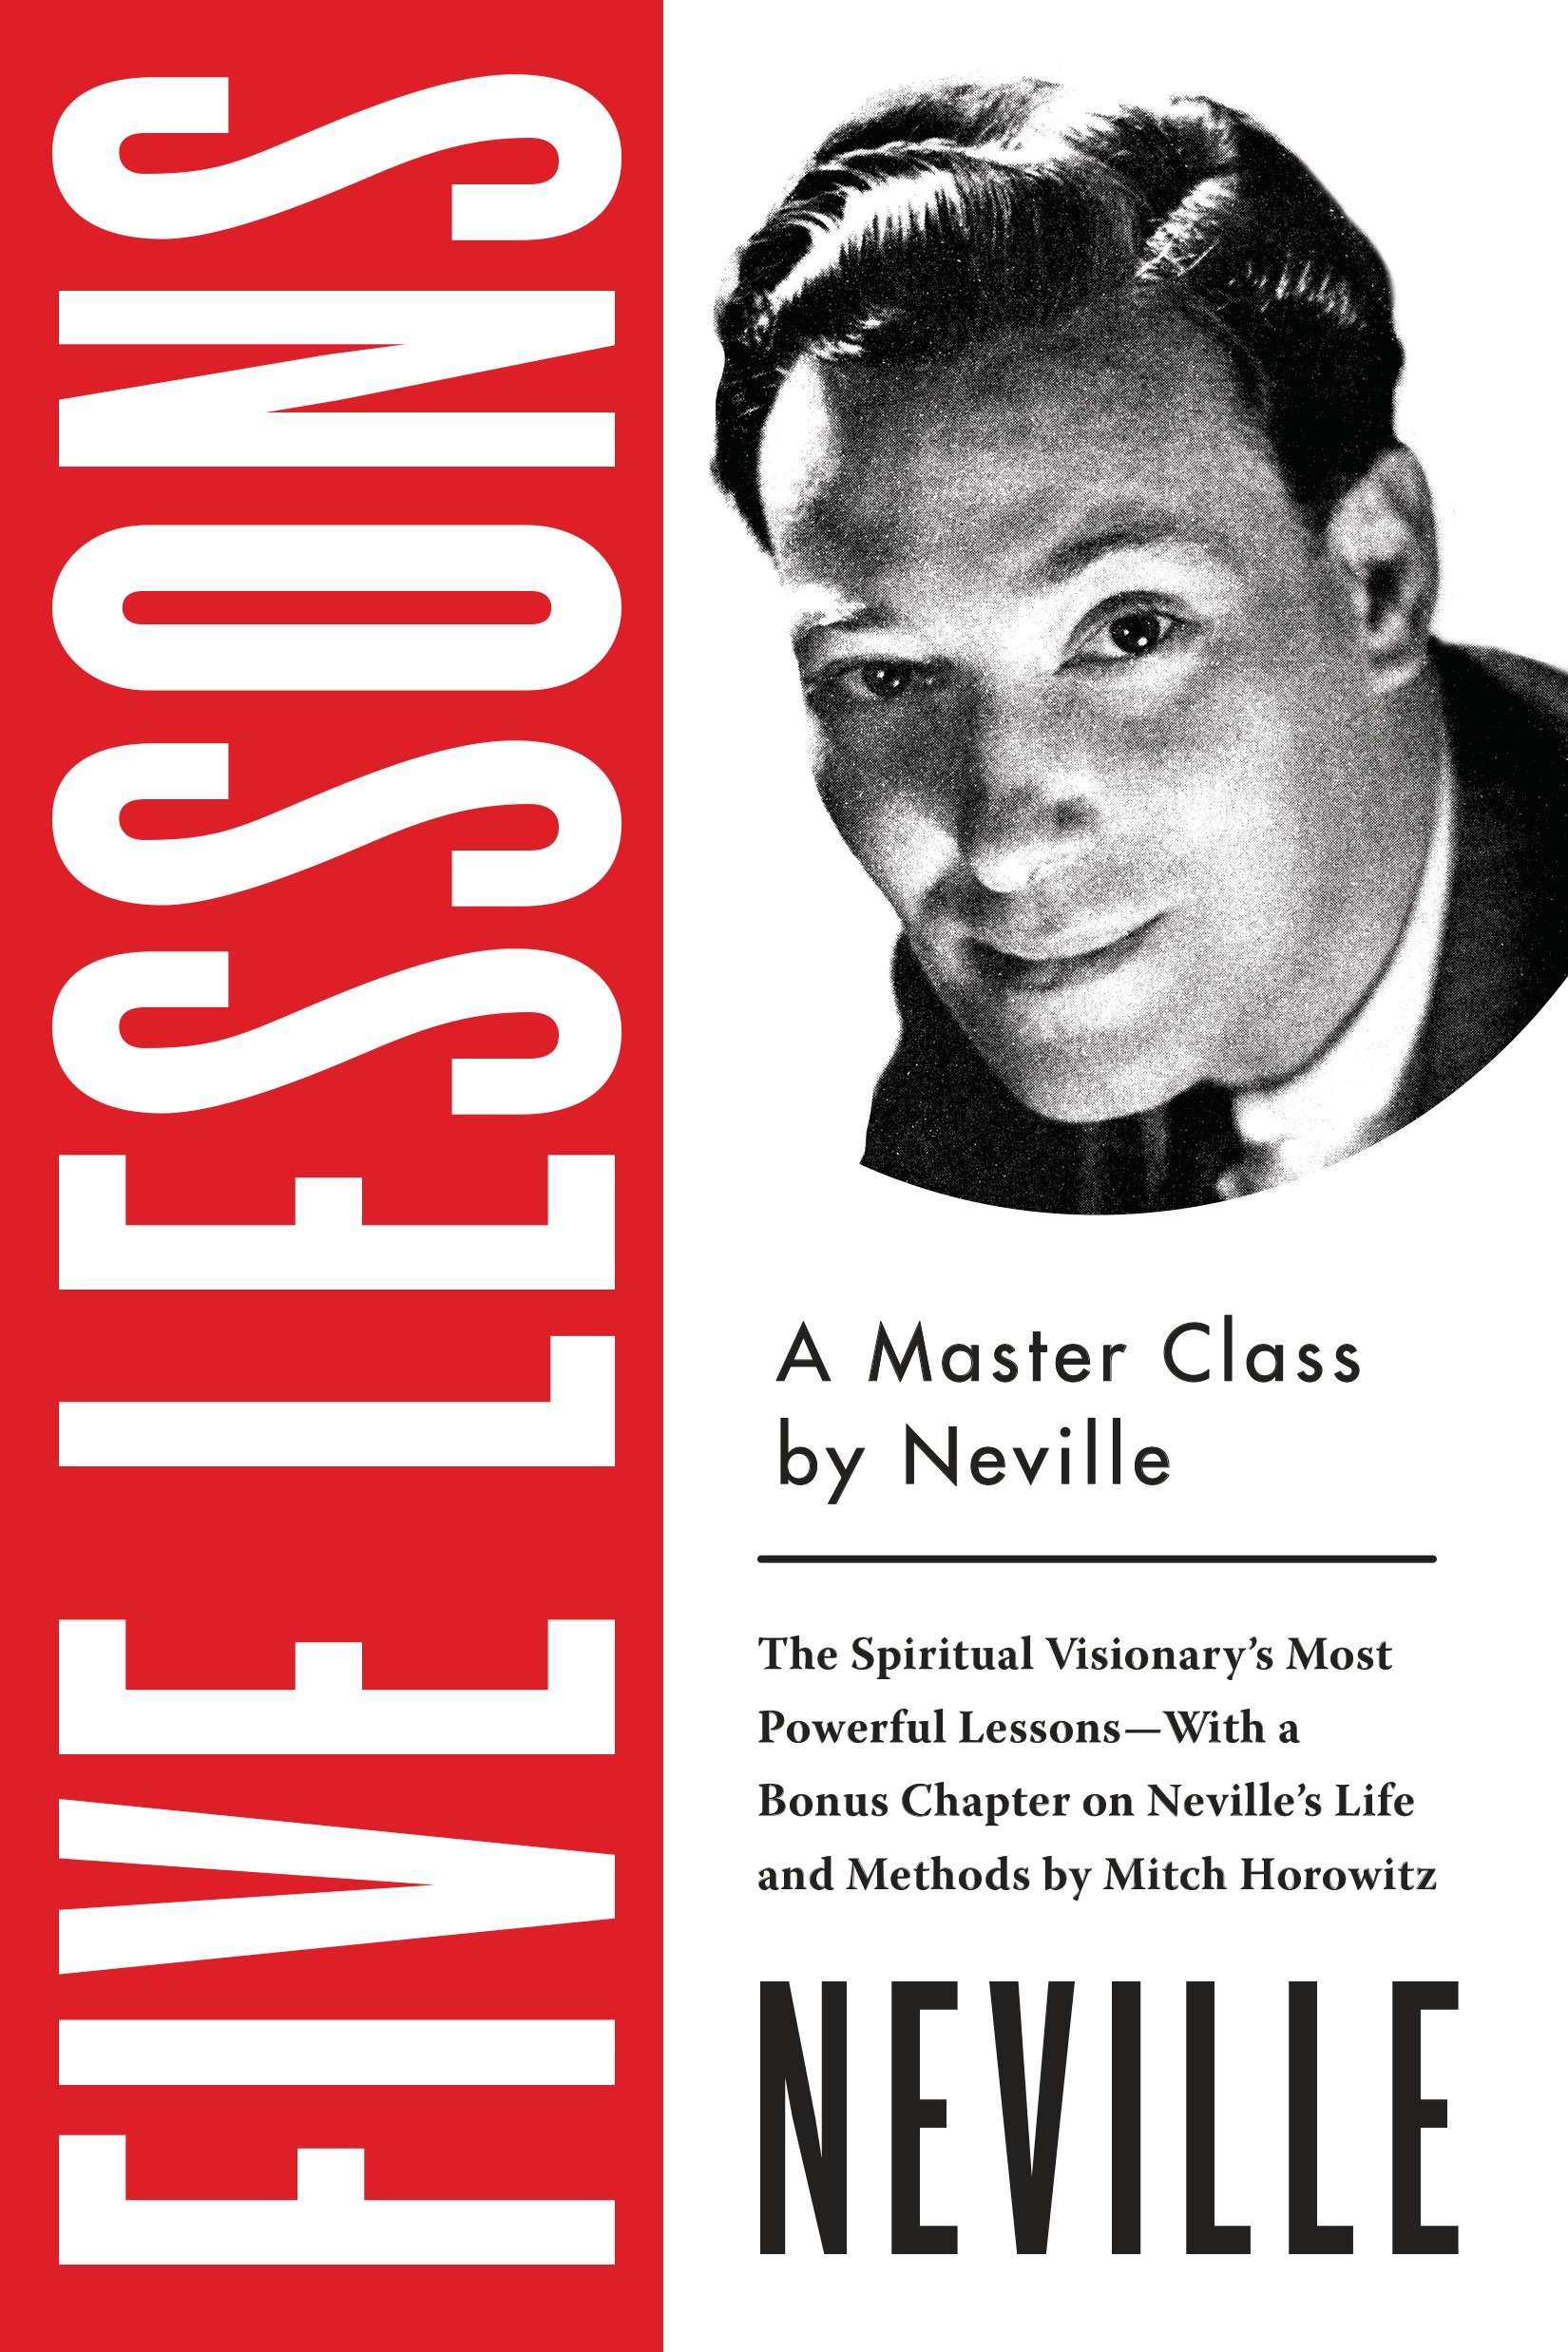 FIVE LESSONS
A Master Class
by Neville
The Spiritual Visionary’s Most
Powerful Lessons—With a
Bonus Chapter on Neville’s Life
and Methods by Mitch Horowitz
NEVILLE